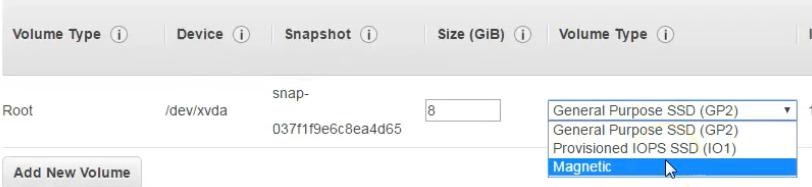 Volume Type Device Snapshot Size (GiB) Volume Type
Root /dev/xvda snap-
037f1f9e6c8ea4d65 8 General Purpose SSD (GP2)
General Purpose SSD (GP2)
Provisioned IOPS SSD (IO1)
Magnetic
Add New Volume